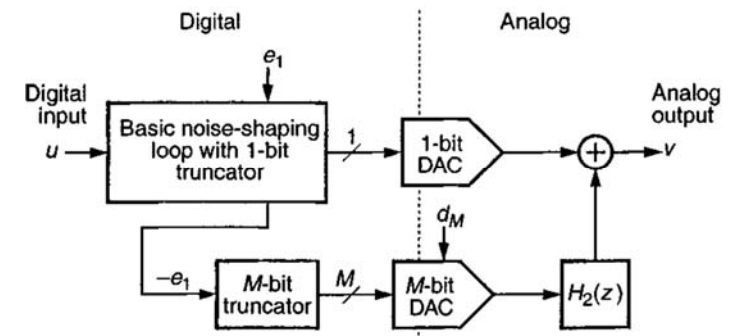 Digital
Analog
e1
Digital
input
u
Basic noise-shaping
loop with 1-bit
truncator
1
1-bit
DAC
+
Analog
output
v
dM
−e1
M-bit
truncator
M
M-bit
DAC
H2(z)